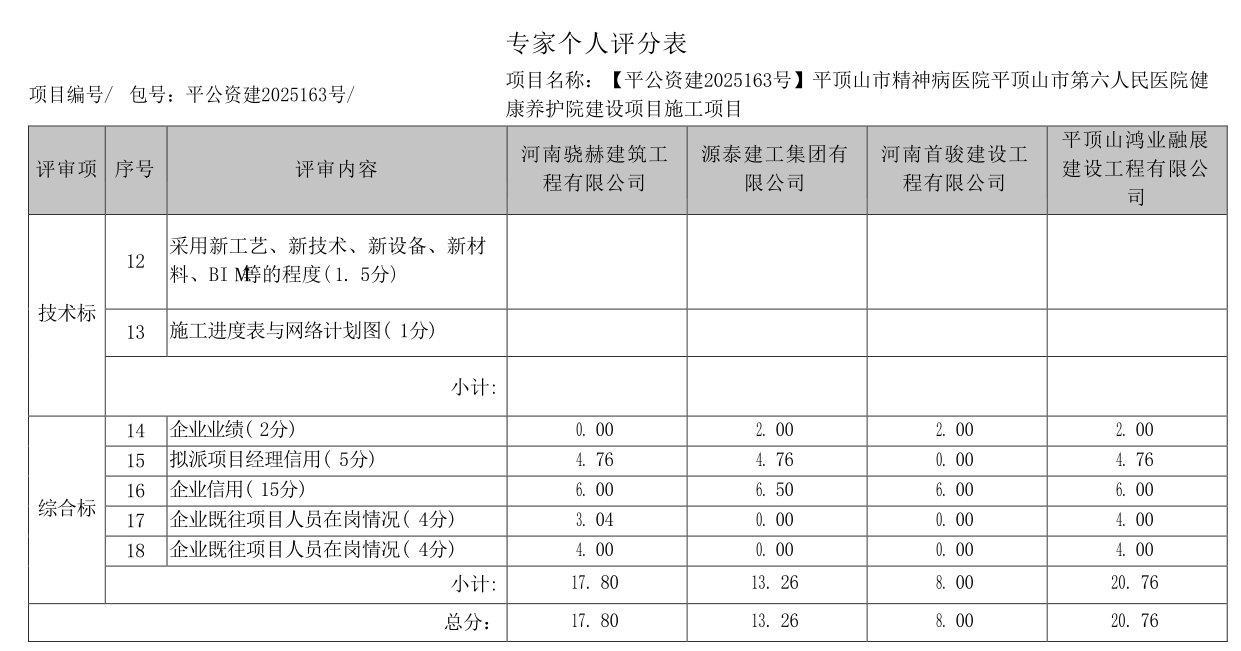 专家个人评分表
项目编号/ 包号: 平公资建2025163号/
项目名称: 【平公资建2025163号】平顶山市精神病医院平顶山市第六人民医院健
康养护院建设项目施工项目
评审项 序号 评审内容 河南骁赫建筑工程有限公司 源泰建工集团有限公司 河南首骏建设工程有限公司 平顶山鸿业融展建设工程有限公司
技术标
12 采用新工艺、新技术、新设备、新材
料、BIM等的程度(1.5分)
13 施工进度表与网络计划图(1分)
小计:
综合标
14 企业业绩(2分) 0.00 2.00 2.00 2.00
15 拟派项目经理信用(5分) 4.76 4.76 0.00 4.76
16 企业信用(15分) 6.00 6.50 6.00 6.00
17 企业既往项目人员在岗情况(4分) 3.04 0.00 0.00 4.00
18 企业既往项目人员在岗情况(4分) 4.00 0.00 0.00 4.00
小计: 17.80 13.26 8.00 20.76
总分: 17.80 13.26 8.00 20.76